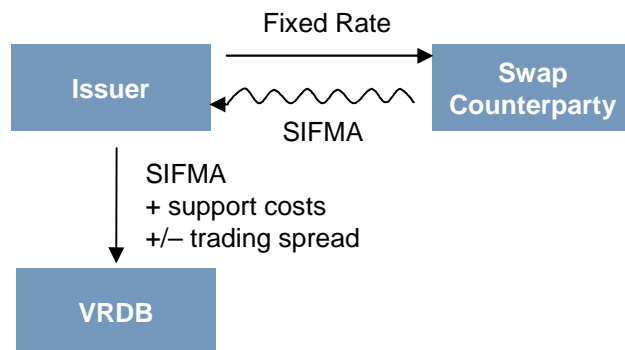 Fixed Rate
Issuer
Swap
Counterparty
SIFMA
SIFMA
+ support costs
+/– trading spread
VRDB